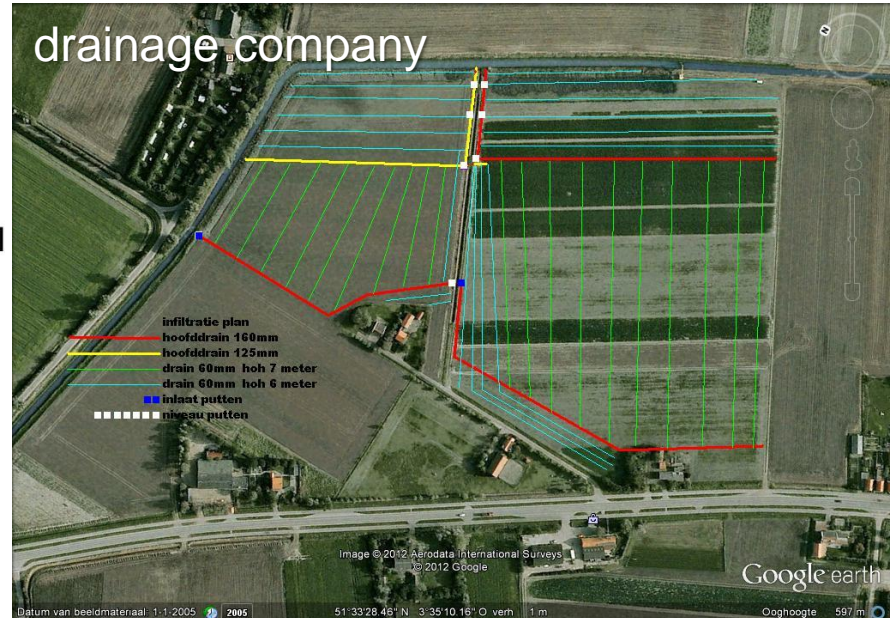 drainage company
N
infiltratie plan
hoofddrain 160mm
hoofddrain 125mm
drain 60mm hoh 7 meter
drain 60mm hoh 6 meter
inlaat putten
niveau putten
Image © 2012 Aerodata International Surveys
© 2012 Google
Google earth
Datum van beeldmateriaal: 1-1-2005 2005 51°33'28.46" N 3°35'10.16" O verh 1 m Ooghoogte 597 m